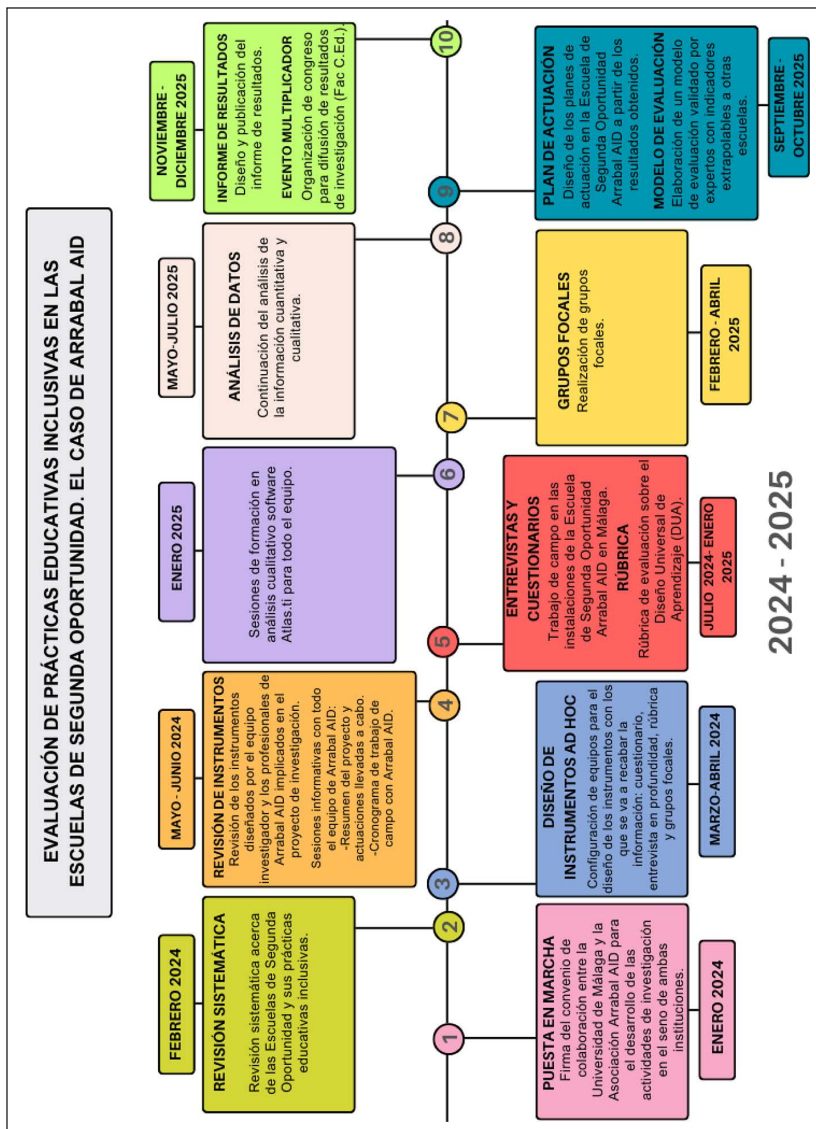 EVALUACIÓN DE PRÁCTICAS EDUCATIVAS INCLUSIVAS EN LAS
ESCUELAS DE SEGUNDA OPORTUNIDAD. EL CASO DE ARRABAL AID
FEBRERO 2024
REVISIÓN SISTEMÁTICA
Revisión sistemática acerca
de las Escuelas de Segunda
Oportunidad y sus prácticas
educativas inclusivas.
MAYO - JUNIO 2024
REVISIÓN DE INSTRUMENTOS
Revisión de los instrumentos
diseñados por el equipo
investigador y los profesionales de
Arrabal AID implicados en el
proyecto de investigación.
Sesiones informativas con todo
el equipo de Arrabal AID:
-Resumen del proyecto y
actuaciones llevadas a cabo.
-Cronograma de trabajo de
campo con Arrabal AID.
ENERO 2025
Sesiones de formación en
análisis cualitativo software
Atlas.ti para todo el equipo.
MAYO-JULIO 2025
ANÁLISIS DE DATOS
Continuación del análisis de
la información cuantitativa y
cualitativa.
NOVIEMBRE -
DICIEMBRE 2025
INFORME DE RESULTADOS
Diseño y publicación del
informe de resultados.
EVENTO MULTIPLICADOR
Organización de congreso
para difusión de resultados
de investigación (Fac C.Ed.).
1
2
3
4
5
6
7
8
9
10
PUESTA EN MARCHA
Firma del convenio de
colaboración entre la
Universidad de Málaga y la
Asociación Arrabal AID para
el desarrollo de las
actividades de investigación
en el seno de ambas
instituciones.
ENERO 2024
DISEÑO DE
INSTRUMENTOS AD HOC
Configuración de equipos para el
diseño de los instrumentos con los
que se va a recabar la
información: cuestionario,
entrevista en profundidad, rúbrica
y grupos focales.
MARZO-ABRIL 2024
ENTREVISTAS Y
CUESTIONARIOS
Trabajo de campo en las
instalaciones de la Escuela
de Segunda Oportunidad
Arrabal AID en Málaga.
RÚBRICA
Rúbrica de evaluación sobre el
Diseño Universal de
Aprendizaje (DUA).
JULIO 2024- ENERO
2025
GRUPOS FOCALES
Realización de grupos
focales.
FEBRERO - ABRIL
2025
PLAN DE ACTUACIÓN
Diseño de los planes de
actuación en la Escuela de
Segunda Oportunidad
Arrabal AID a partir de los
resultados obtenidos.
MODELO DE EVALUACIÓN
Elaboración de un modelo
de evaluación validado por
expertos con indicadores
extrapolables a otras
escuelas.
SEPTIEMBRE -
OCTUBRE 2025
2024 - 2025